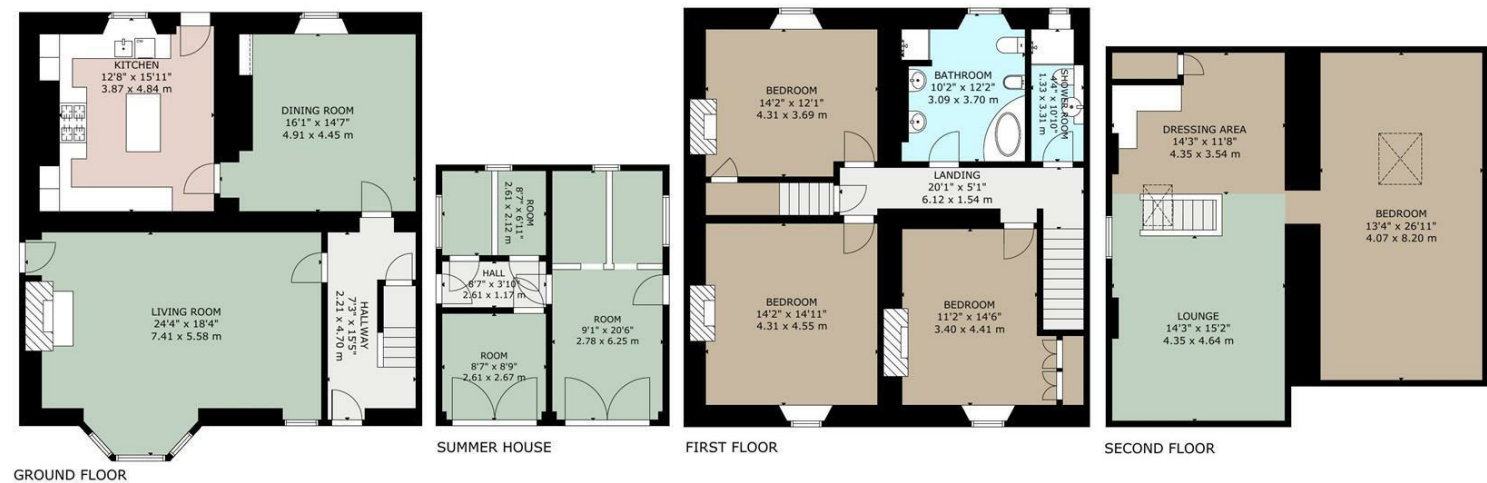 KITCHEN
12'8" x 15'11"
3.87 x 4.84 m
DINING ROOM
16'1" x 14'7"
4.91 x 4.45 m
LIVING ROOM
24'4" x 18'4"
7.41 x 5.58 m
HALLWAY
7'3" x 15'5"
2.21 x 4.70 m
GROUND FLOOR
ROOM
8'7" x 6'11"
2.61 x 2.12 m
HALL
8'7" x 3'10"
2.61 x 1.17 m
ROOM
8'7" x 8'9"
2.61 x 2.67 m
ROOM
9'1" x 20'6"
2.78 x 6.25 m
SUMMER HOUSE
BEDROOM
14'2" x 12'1"
4.31 x 3.69 m
BATHROOM
10'2" x 12'2"
3.09 x 3.70 m
SHOWER ROOM
4'4" x 10'10"
1.33 x 3.31 m
LANDING
20'1" x 5'1"
6.12 x 1.54 m
BEDROOM
14'2" x 14'11"
4.31 x 4.55 m
BEDROOM
11'2" x 14'6"
3.40 x 4.41 m
FIRST FLOOR
DRESSING AREA
14'3" x 11'8"
4.35 x 3.54 m
LOUNGE
14'3" x 15'2"
4.35 x 4.64 m
BEDROOM
13'4" x 26'11"
4.07 x 8.20 m
SECOND FLOOR